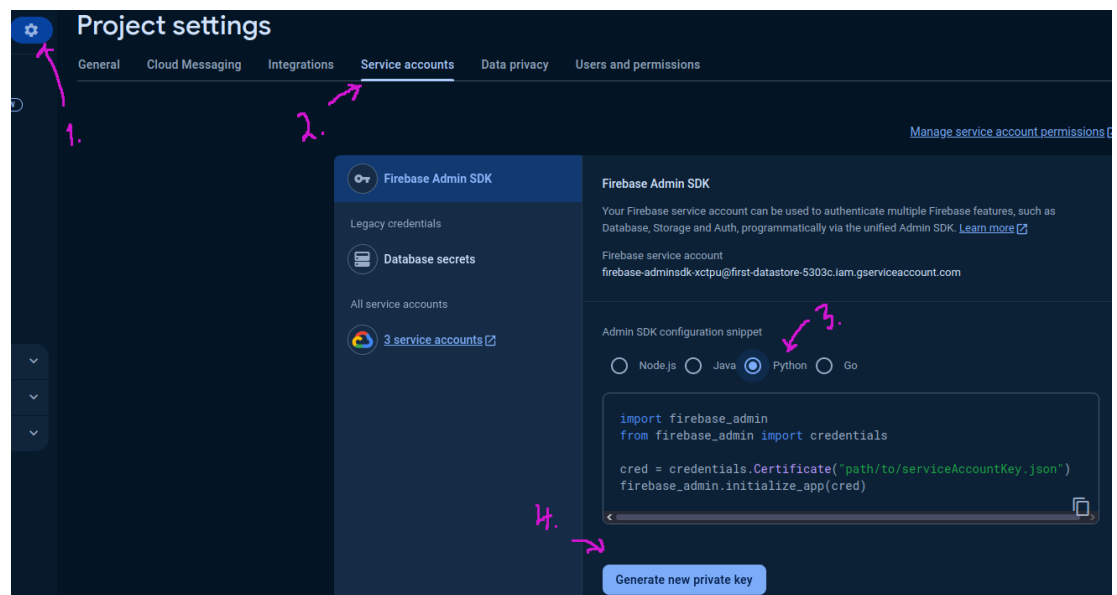 Project settings
General Cloud Messaging Integrations Service accounts Data privacy Users and permissions
1.
2.
Manage service account permissions
Firebase Admin SDK
Legacy credentials
Database secrets
All service accounts
3 service accounts
Firebase Admin SDK
Your Firebase service account can be used to authenticate multiple Firebase features, such as
Database, Storage and Auth, programmatically via the unified Admin SDK. Learn more
Firebase service account
firebase-adminsdk-xctpu@first-datastore-5303c.iam.gserviceaccount.com
3.
Admin SDK configuration snippet
Node.js Java Python Go
import firebase_admin
from firebase_admin import credentials
cred = credentials.Certificate("path/to/serviceAccountKey.json")
firebase_admin.initialize_app(cred)
4.
Generate new private key